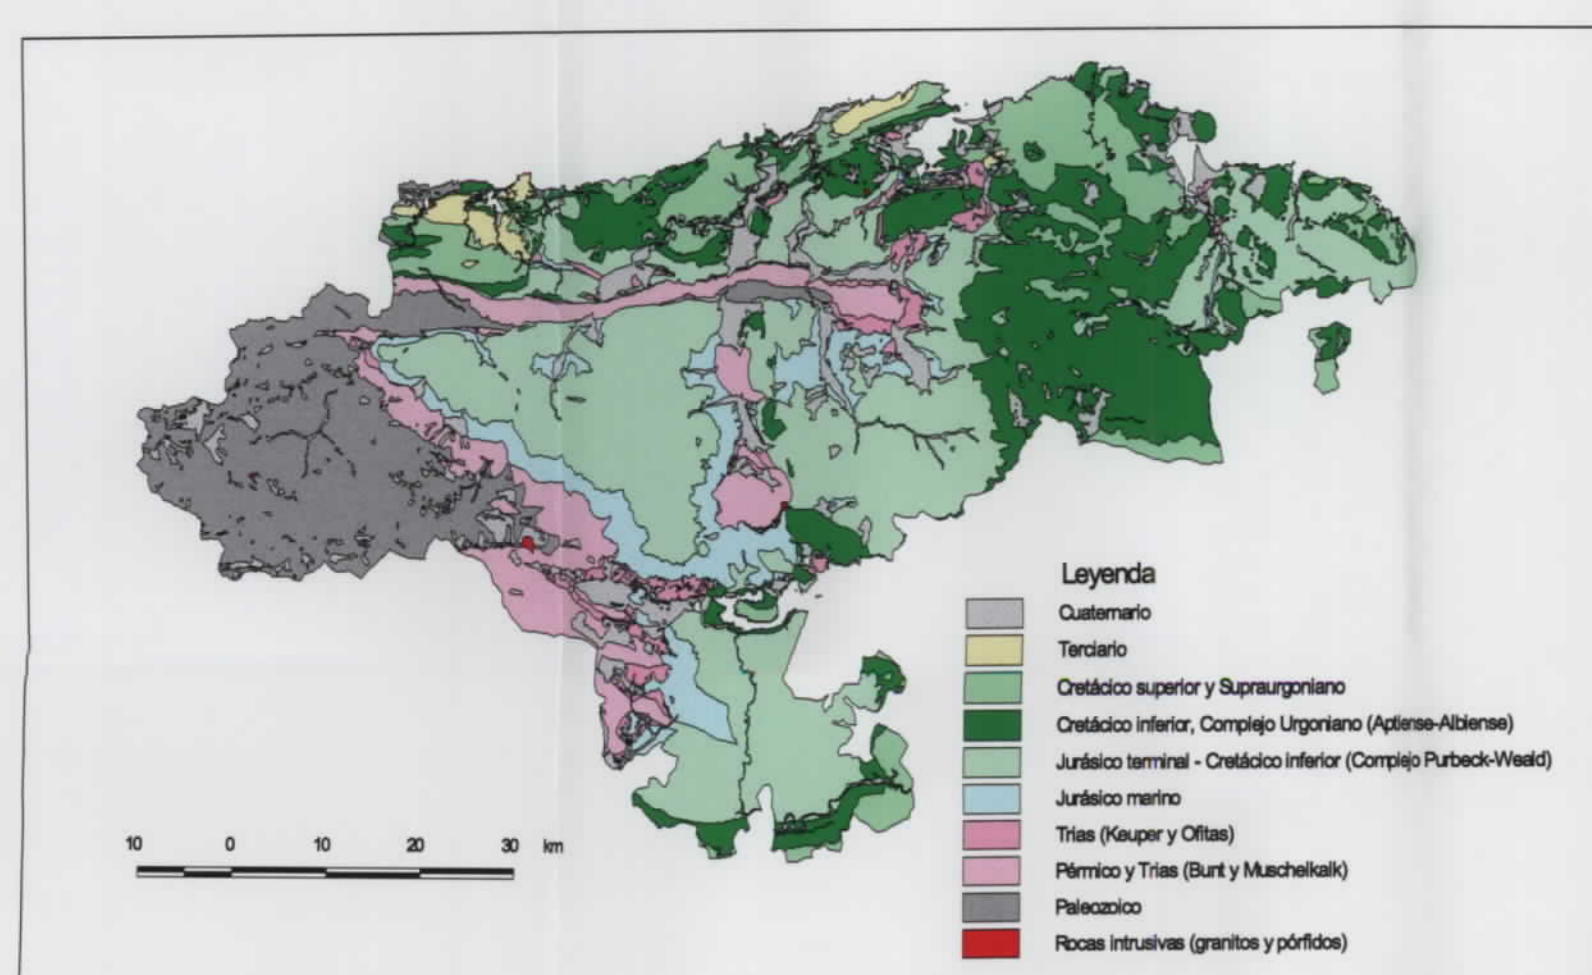 Leyenda
Cuaternario
Terciario
Cretácico superior y Supraurgoniano
Cretácico inferior, Complejo Urgoniano (Aptiense-Albiense)
Jurásico terminal - Cretácico inferior (Complejo Purbeck-Weald)
Jurásico marino
Trias (Keuper y Ofitas)
Pérmico y Trias (Bunt y Muschelkalk)
Paleozoico
Rocas intrusivas (granitos y pórfidos)
10 0 10 20 30 km